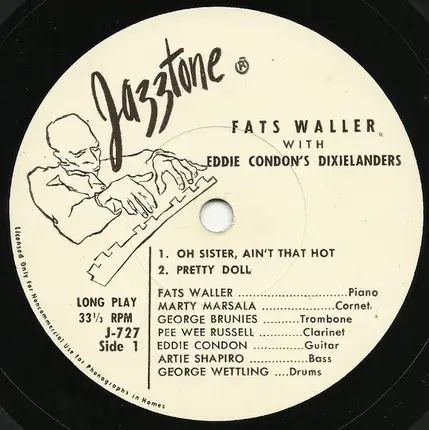 Jazztone ®
FATS WALLER
WITH
EDDIE CONDON'S DIXIELANDERS
1. OH SISTER, AIN'T THAT HOT
2. PRETTY DOLL
LONG PLAY
33⅓ RPM
J-727
Side 1
FATS WALLER ......................Piano
MARTY MARSALA ..............Cornet
GEORGE BRUNIES ........Trombone
PEE WEE RUSSELL ........Clarinet
EDDIE CONDON ............Guitar
ARTIE SHAPIRO ............Bass
GEORGE WETTLING ....Drums
Licensed Only for Noncommercial Use for Phonographs in Homes